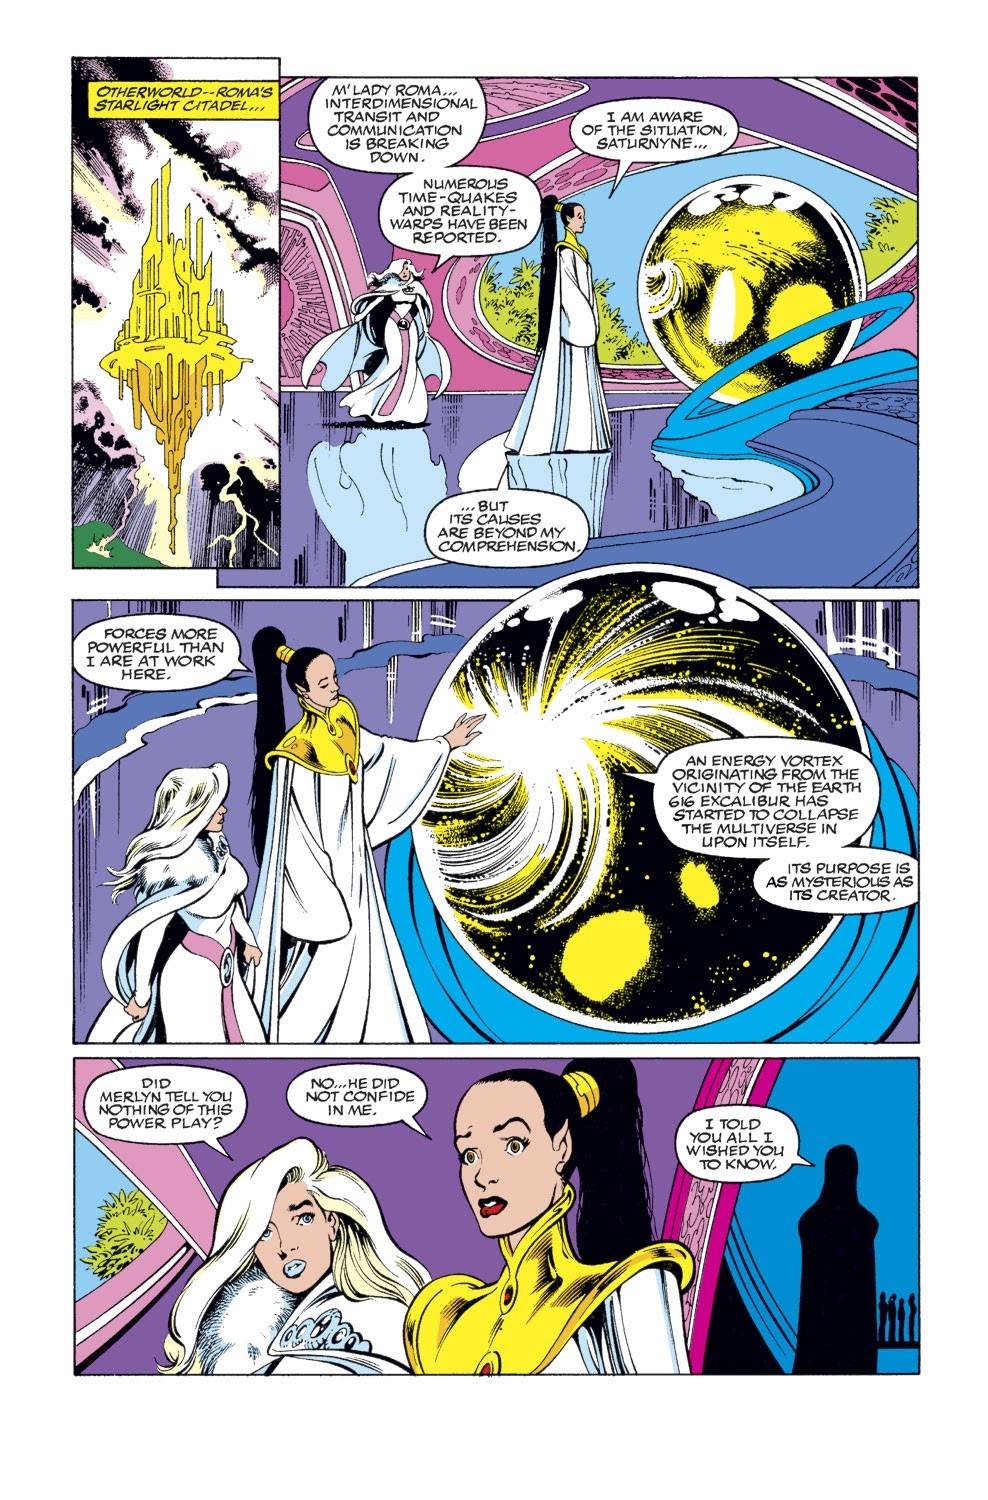 OTHERWORLD--ROMA'S
STARLIGHT CITADEL...
M'LADY ROMA...
INTERDIMENSIONAL
TRANSIT AND
COMMUNICATION
IS BREAKING
DOWN.
NUMEROUS
TIME-QUAKES
AND REALITY-
WARPS HAVE BEEN
REPORTED.
I AM AWARE
OF THE SITUATION,
SATURNYNE...
...BUT
ITS CAUSES
ARE BEYOND MY
COMPREHENSION.
FORCES MORE
POWERFUL THAN
I ARE AT WORK
HERE.
AN ENERGY VORTEX
ORIGINATING FROM THE
VICINITY OF THE EARTH
616 EXCALIBUR HAS
STARTED TO COLLAPSE
THE MULTIVERSE IN
UPON ITSELF.
ITS PURPOSE IS
AS MYSTERIOUS AS
ITS CREATOR.
DID
MERLYN TELL YOU
NOTHING OF THIS
POWER PLAY?
NO...HE DID
NOT CONFIDE
IN ME.
I TOLD
YOU ALL I
WISHED YOU
TO KNOW.